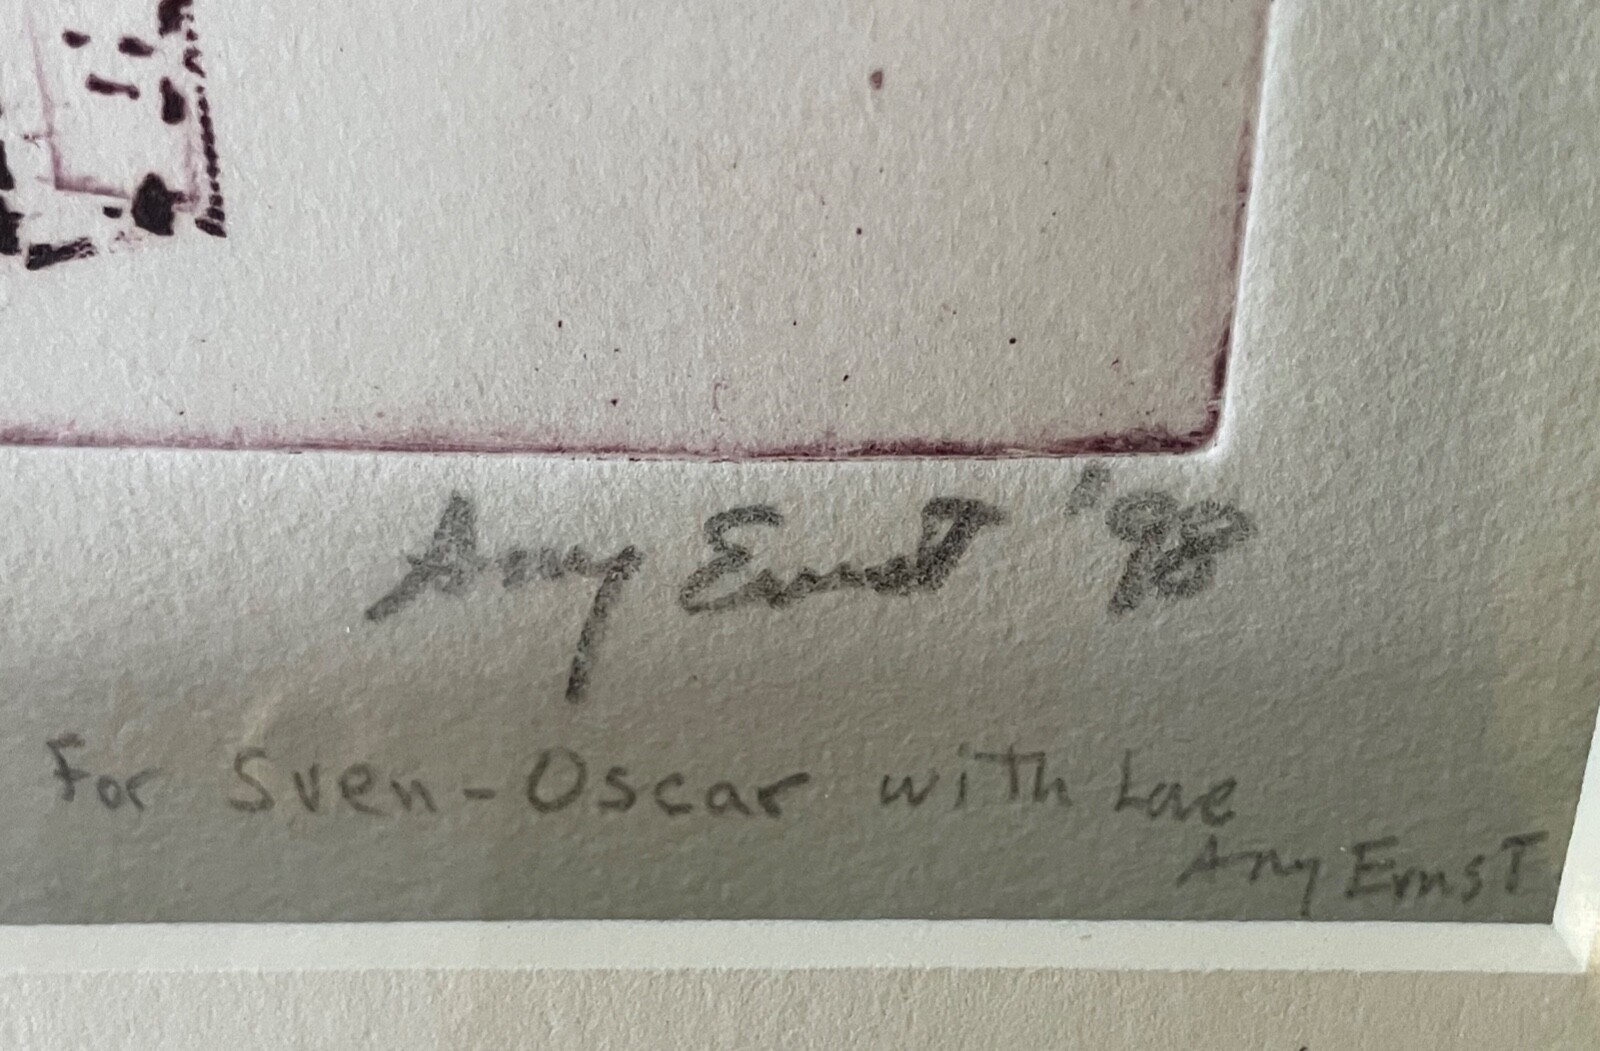 Amy Ernst '98
For Sven-Oscar with Love
Amy Ernst